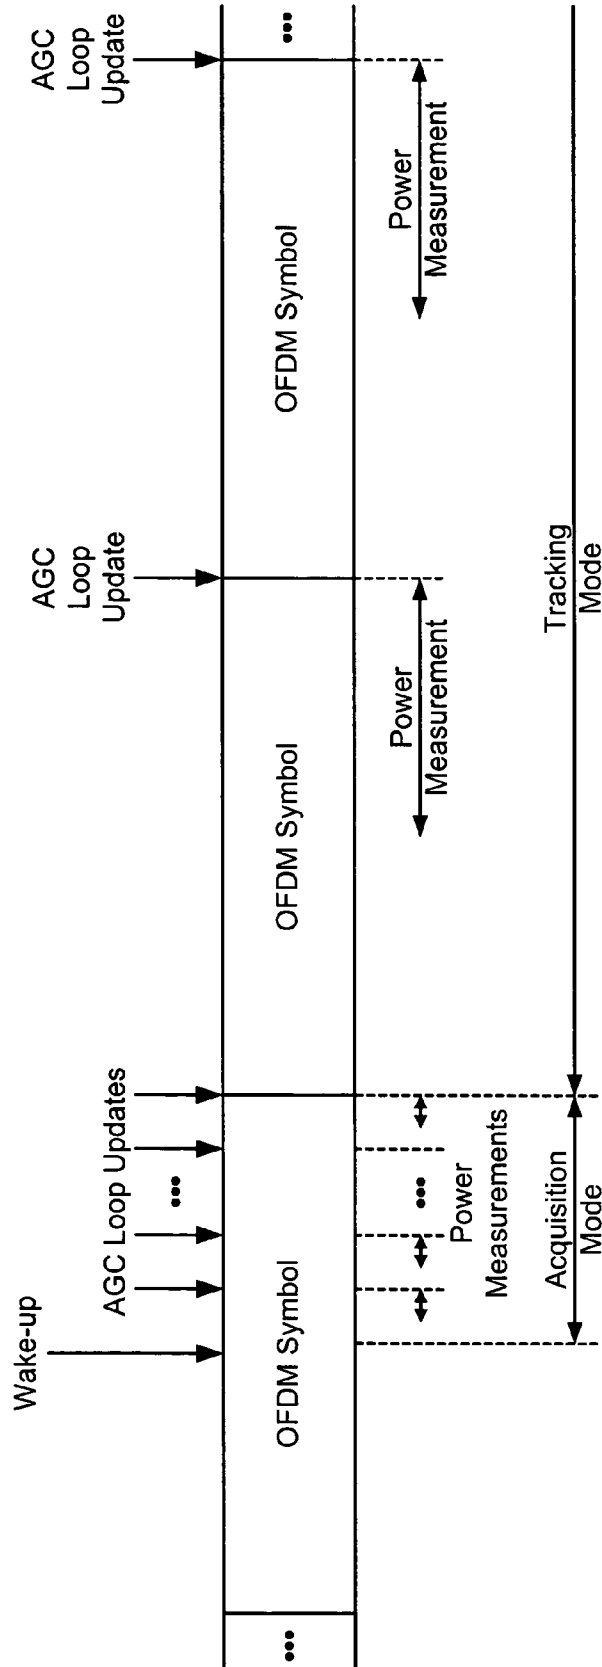 Wake-up
AGC Loop Updates
•••
AGC
Loop
Update
AGC
Loop
Update
•••
OFDM Symbol
OFDM Symbol
OFDM Symbol
•••
•••
Power
Measurements
Power
Measurement
Power
Measurement
Acquisition
Mode
Tracking
Mode